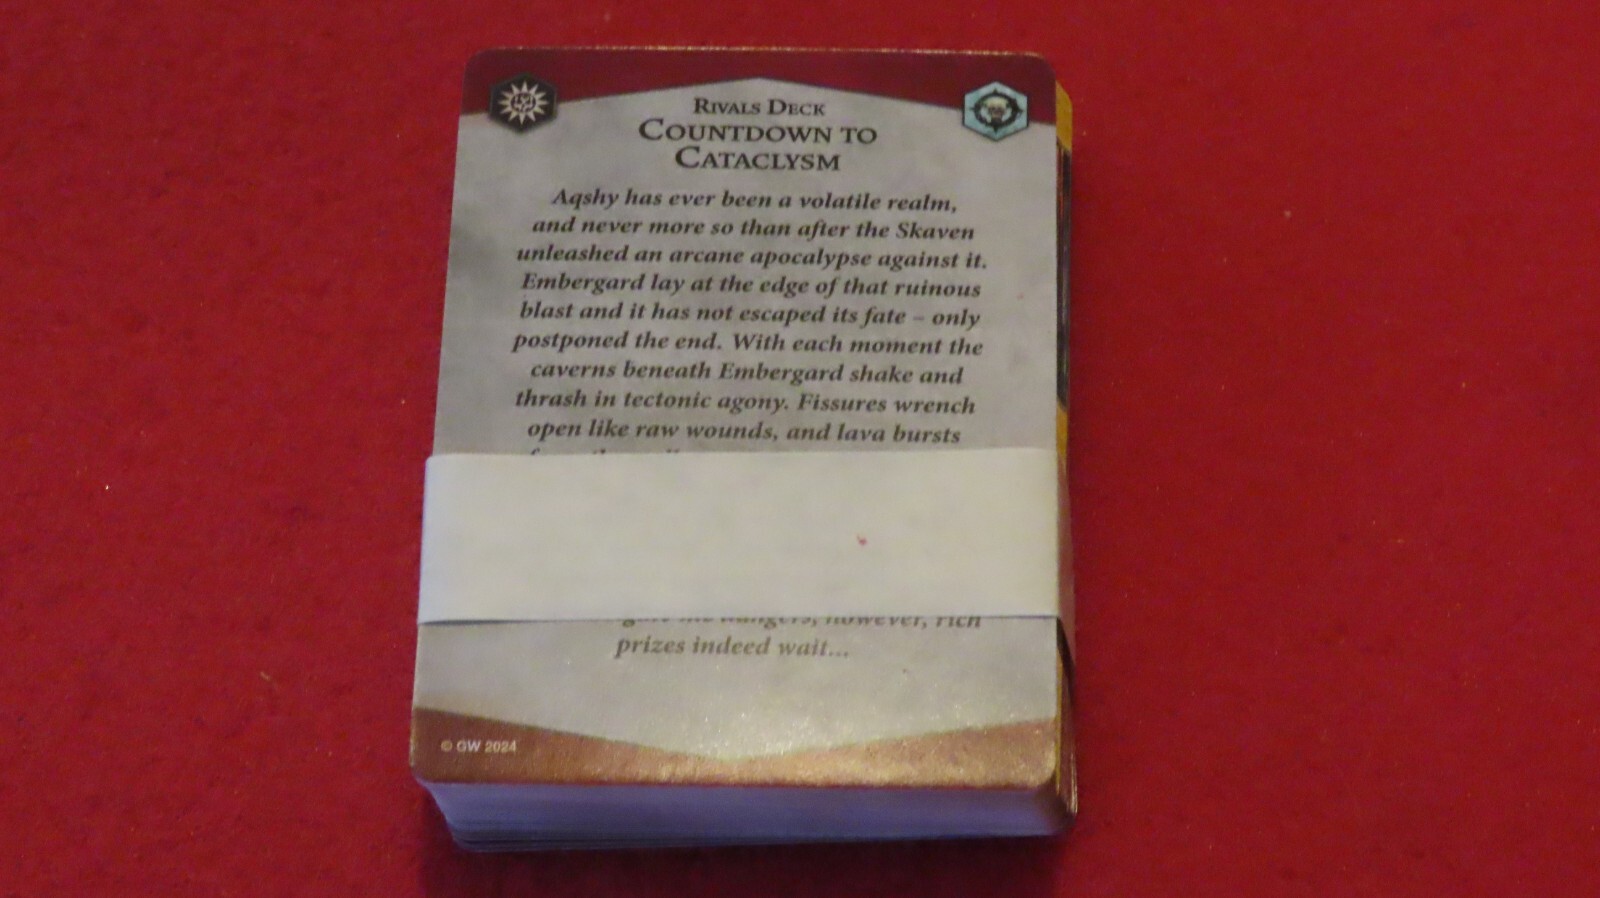 Rivals Deck
Countdown to
Cataclysm
Aqshy has ever been a volatile realm,
and never more so than after the Skaven
unleashed an arcane apocalypse against it.
Embergard lay at the edge of that ruinous
blast and it has not escaped its fate – only
postponed the end. With each moment the
caverns beneath Embergard shake and
thrash in tectonic agony. Fissures wrench
open like raw wounds, and lava bursts
however, rich
prizes indeed wait...
© GW 2024